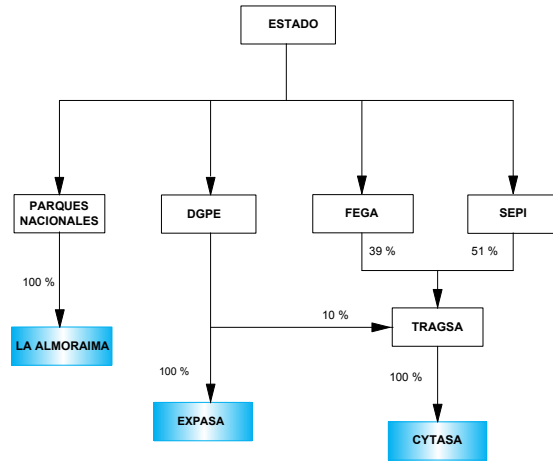 ESTADO
PARQUES
NACIONALES
DGPE
FEGA
SEPI
39 %
51 %
100 %
10 %
TRAGSA
LA ALMORAIMA
100 %
100 %
EXPASA
CYTASA